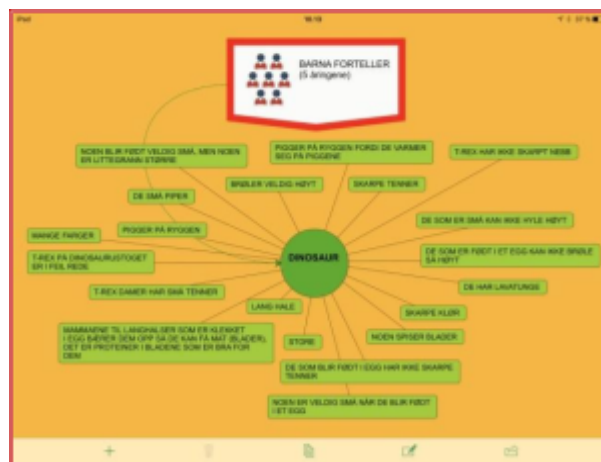 iPad 18:19 37 %
BARNA FORTELLER
(5 åringene)
NOEN BLIR FØDT VELDIG SMÅ, MEN NOEN
ER LITTEGRANN STØRRE
PIGGER PÅ RYGGEN FORDI DE VARMER
SEG PÅ PIGGENE
T-REX HAR IKKE SKARPT NEBB
BRØLER VELDIG HØYT
SKARPE TENNER
DE SMÅ PIPER
MANGE FARGER
PIGGER PÅ RYGGEN
DE SOM ER SMÅ KAN IKKE HYLE HØYT
T-REX PÅ DINOSAURUSTOGET
ER I FEIL REDE
DINOSAUR
DE SOM ER FØDT I ET EGG KAN IKKE BRØLE
SÅ HØYT
T-REX DAMER HAR SMÅ TENNER
DE HAR LAVATUNGE
LANG HALE
SKARPE KLØR
MAMMAENE TIL LANGHALSER SOM ER KLEKKET
I EGG BÆRER DEM OPP SÅ DE KAN FÅ MAT (BLADER),
DET ER PROTEINER I BLADENE SOM ER BRA FOR
DEM
STORE
NOEN SPISER BLADER
DE SOM BLIR FØDT I EGG HAR IKKE SKARPE
TENNER
NOEN ER VELDIG SMÅ NÅR DE BLIR FØDT
I ET EGG